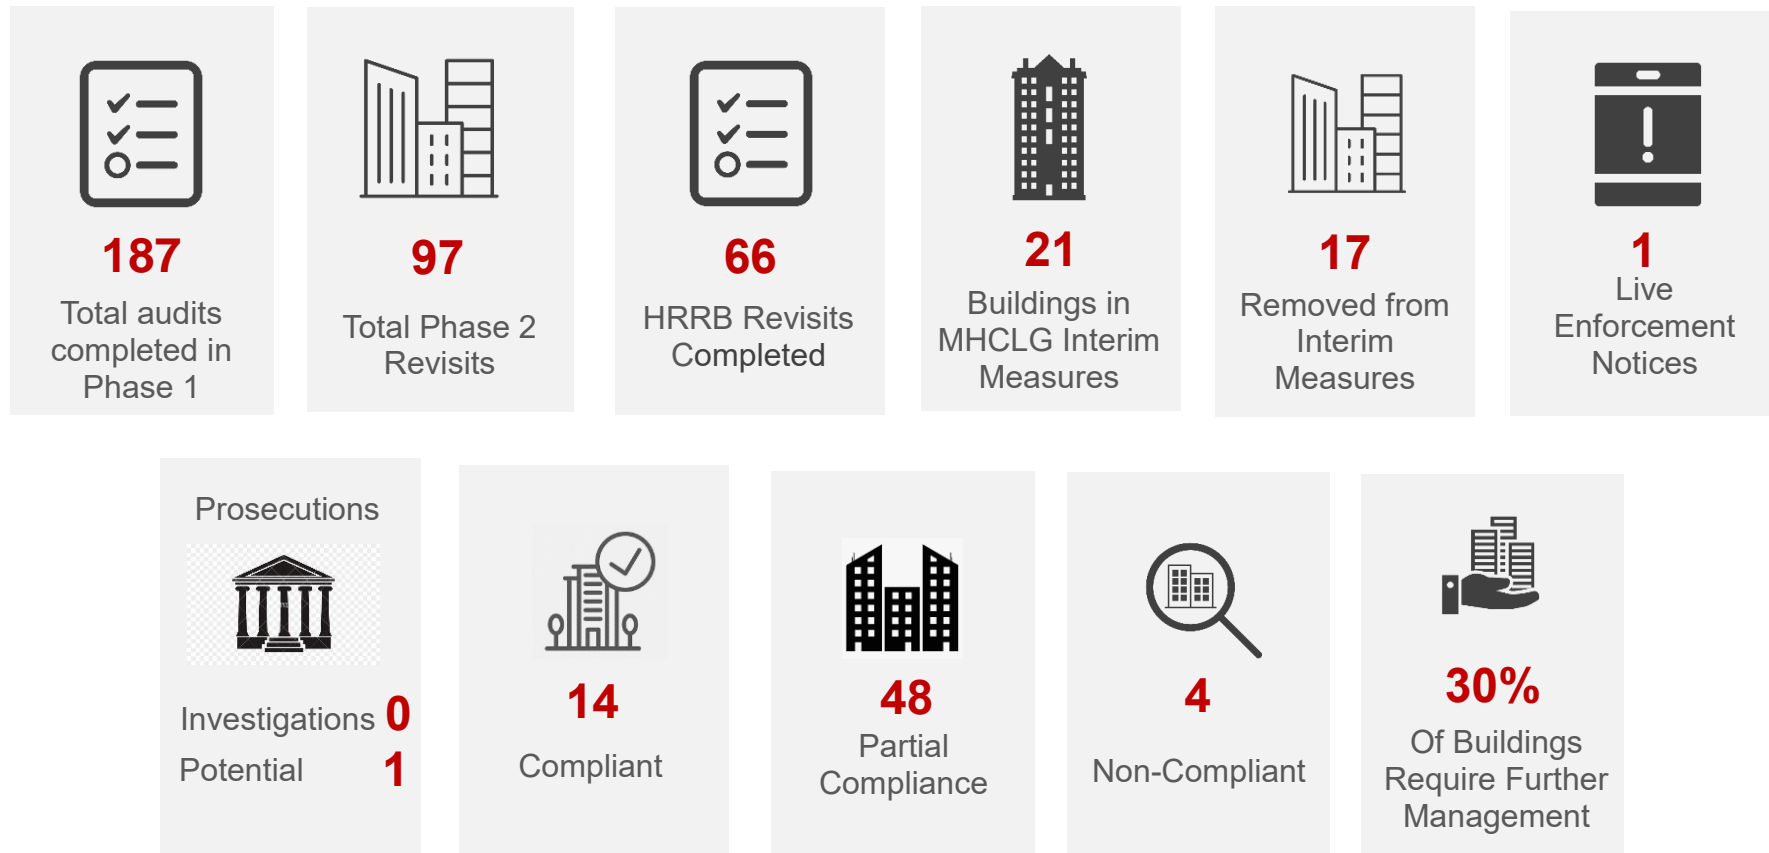 187
Total audits
completed in
Phase 1
97
Total Phase 2
Revisits
66
HRRB Revisits
Completed
21
Buildings in
MHCLG Interim
Measures
17
Removed from
Interim
Measures
1
Live
Enforcement
Notices
Prosecutions
Investigations 0
Potential 1
14
Compliant
48
Partial
Compliance
4
Non-Compliant
30%
Of Buildings
Require Further
Management